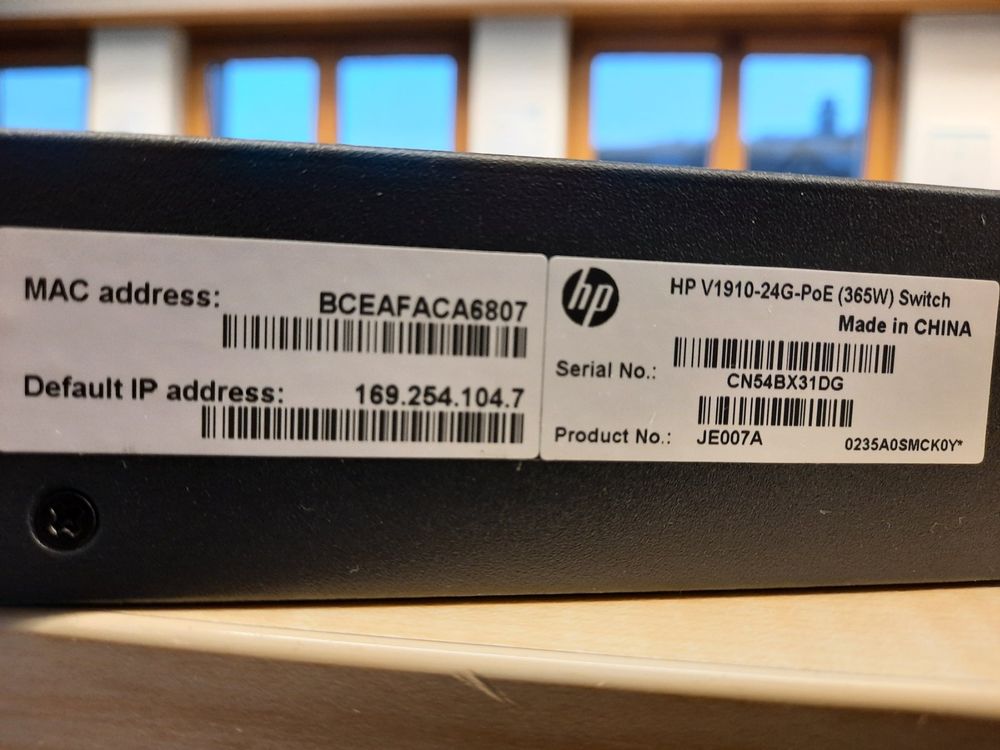 MAC address: BCEAFACA6807
Default IP address: 169.254.104.7
hp
HP V1910-24G-PoE (365W) Switch
Made in CHINA
Serial No.:
CN54BX31DG
Product No.: JE007A
0235A0SMCK0Y*